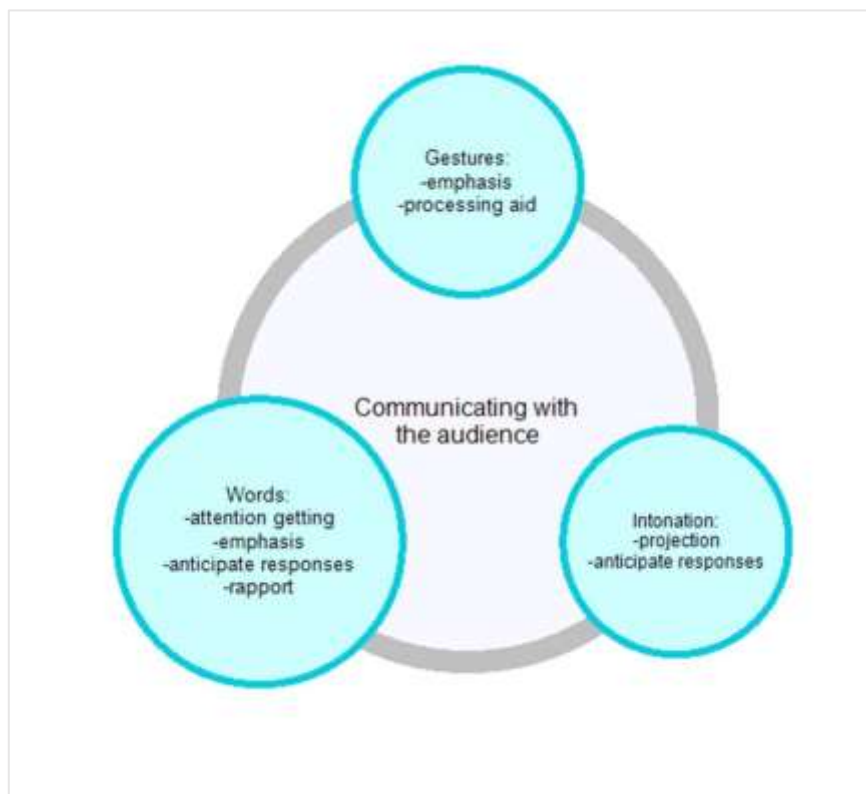 Gestures:
-emphasis
-processing aid
Communicating with
the audience
Words:
-attention getting
-emphasis
-anticipate responses
-rapport
Intonation:
-projection
-anticipate responses